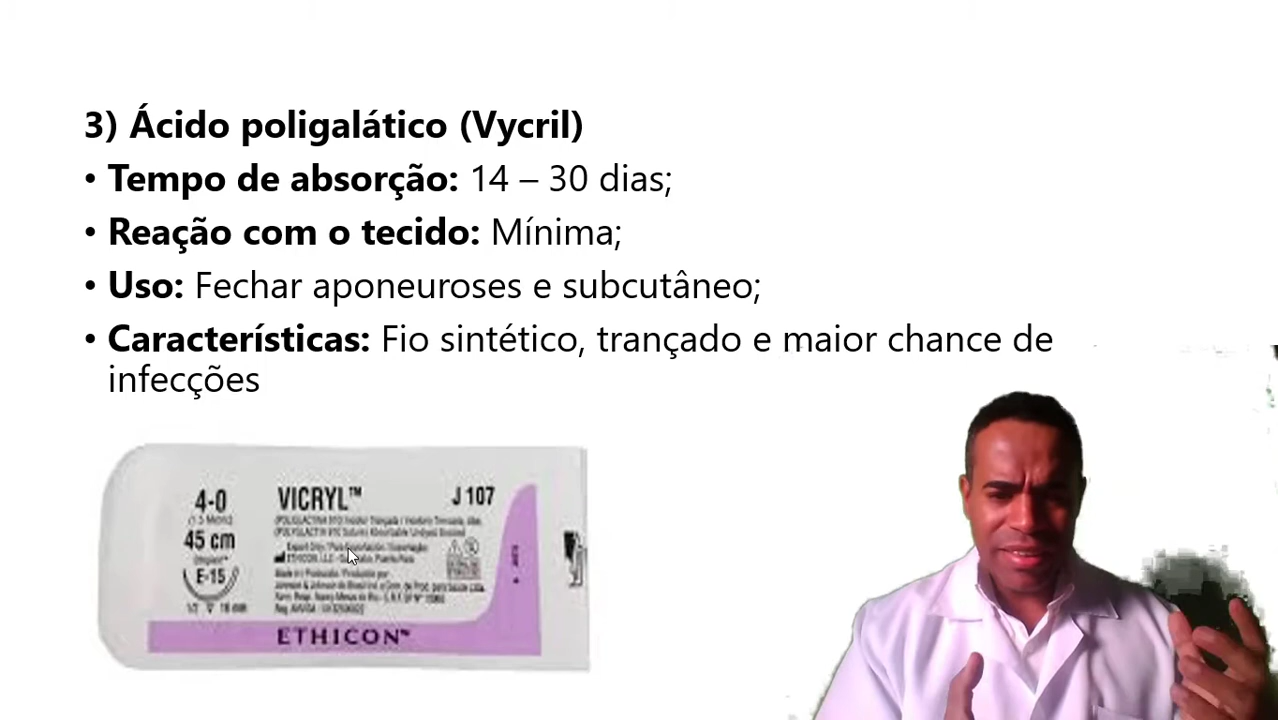 3) Ácido poligalático (Vycril)
• Tempo de absorção: 14 – 30 dias;
• Reação com o tecido: Mínima;
• Uso: Fechar aponeuroses e subcutâneo;
• Características: Fio sintético, trançado e maior chance de
infecções
4-0
VICRYL™
J 107
45 cm
E-15
ETHICON™